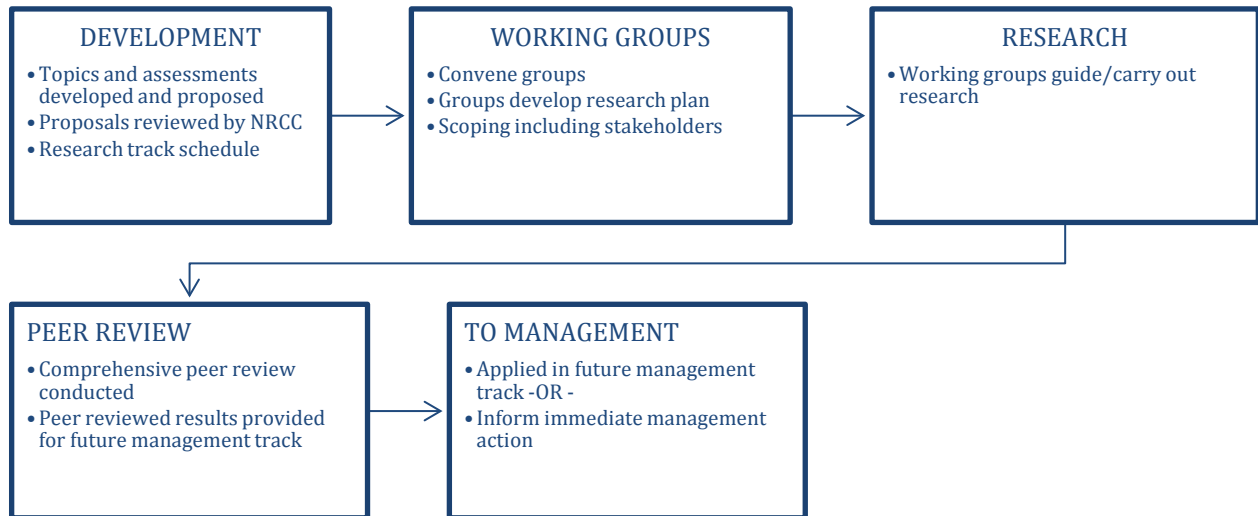 DEVELOPMENT
• Topics and assessments
developed and proposed
• Proposals reviewed by NRCC
• Research track schedule
WORKING GROUPS
• Convene groups
• Groups develop research plan
• Scoping including stakeholders
RESEARCH
• Working groups guide/carry out
research
PEER REVIEW
• Comprehensive peer review
conducted
• Peer reviewed results provided
for future management track
TO MANAGEMENT
• Applied in future management
track -OR -
• Inform immediate management
action